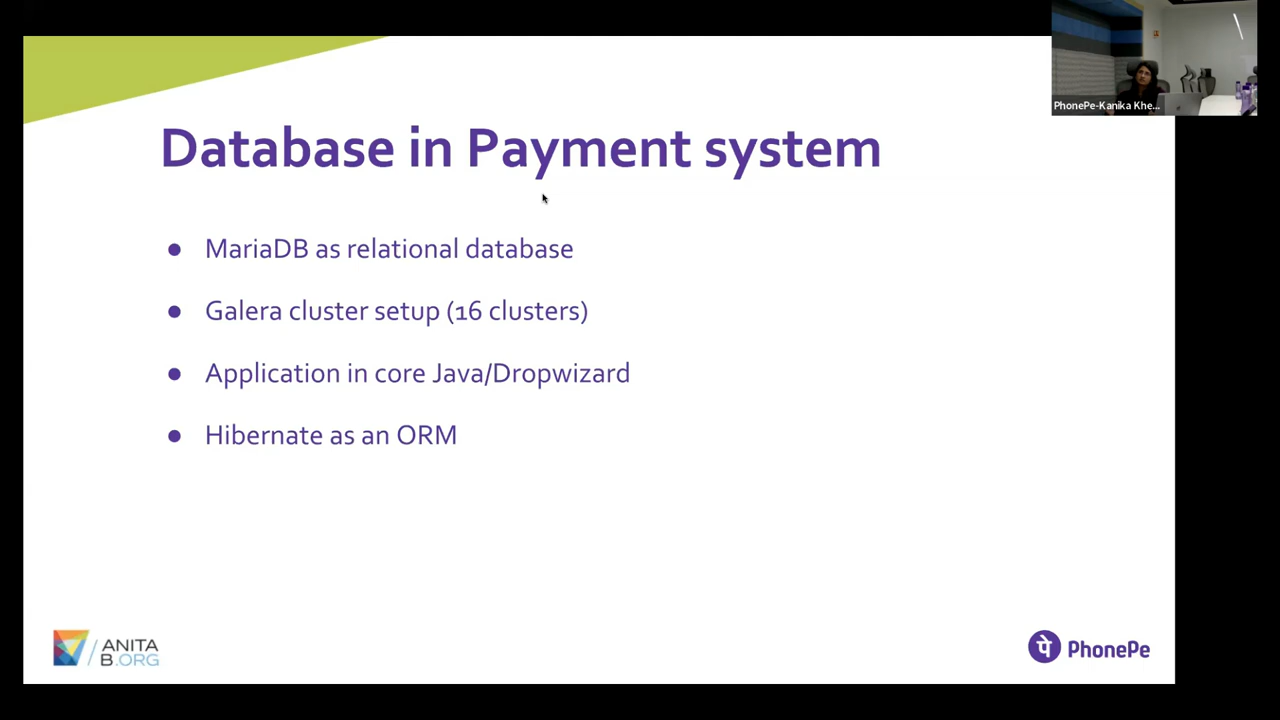 PhonePe-Kanika Khe...
Database in Payment system
● MariaDB as relational database
● Galera cluster setup (16 clusters)
● Application in core Java/Dropwizard
● Hibernate as an ORM
ANITA
B.ORG
पे PhonePe